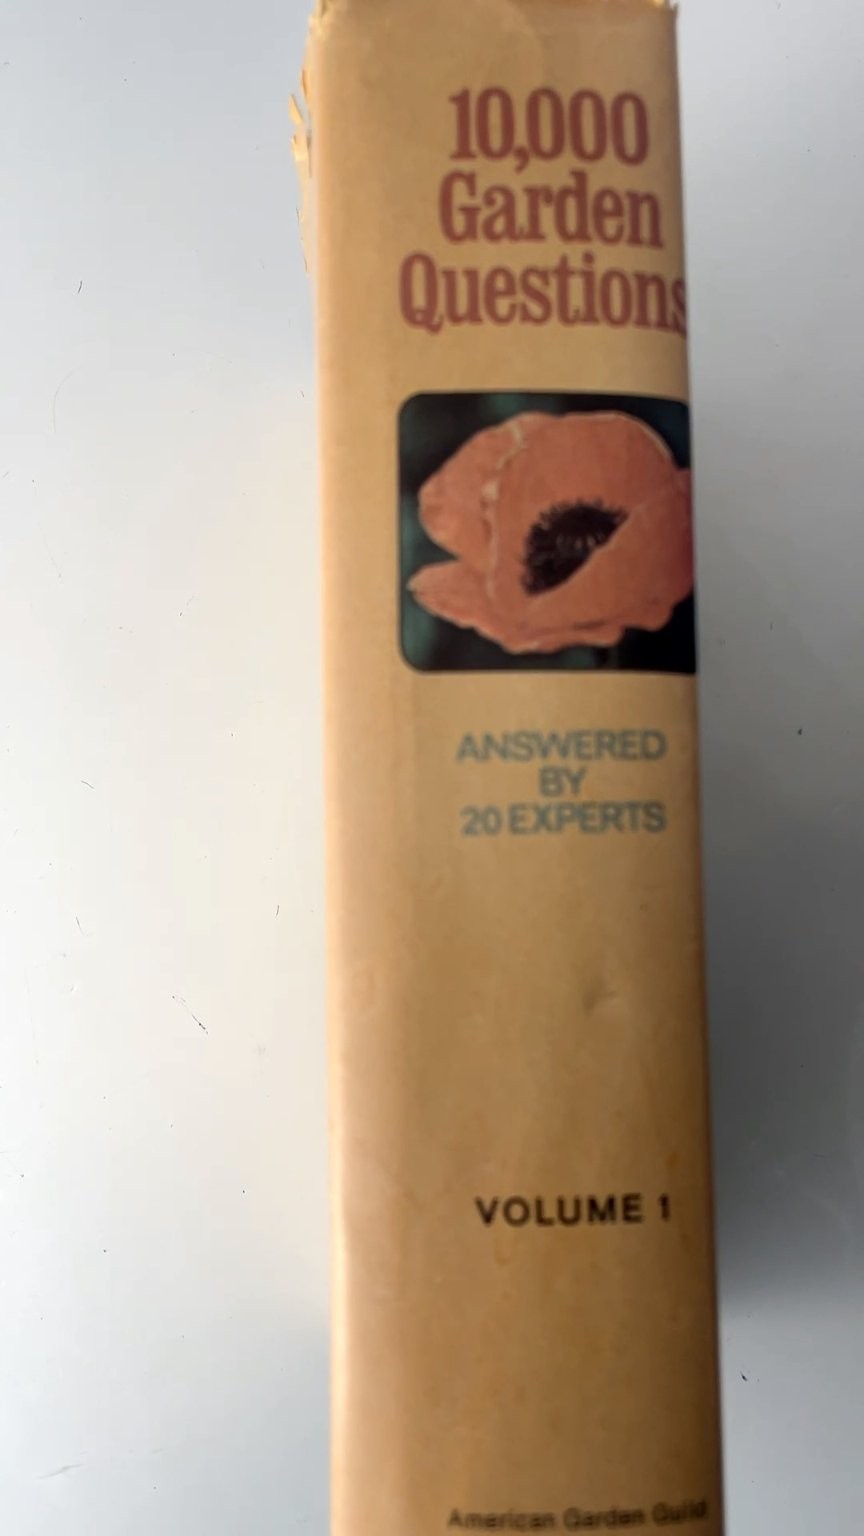 10,000
Garden
Questions
ANSWERED
BY
20 EXPERTS
VOLUME 1
American Garden Guild